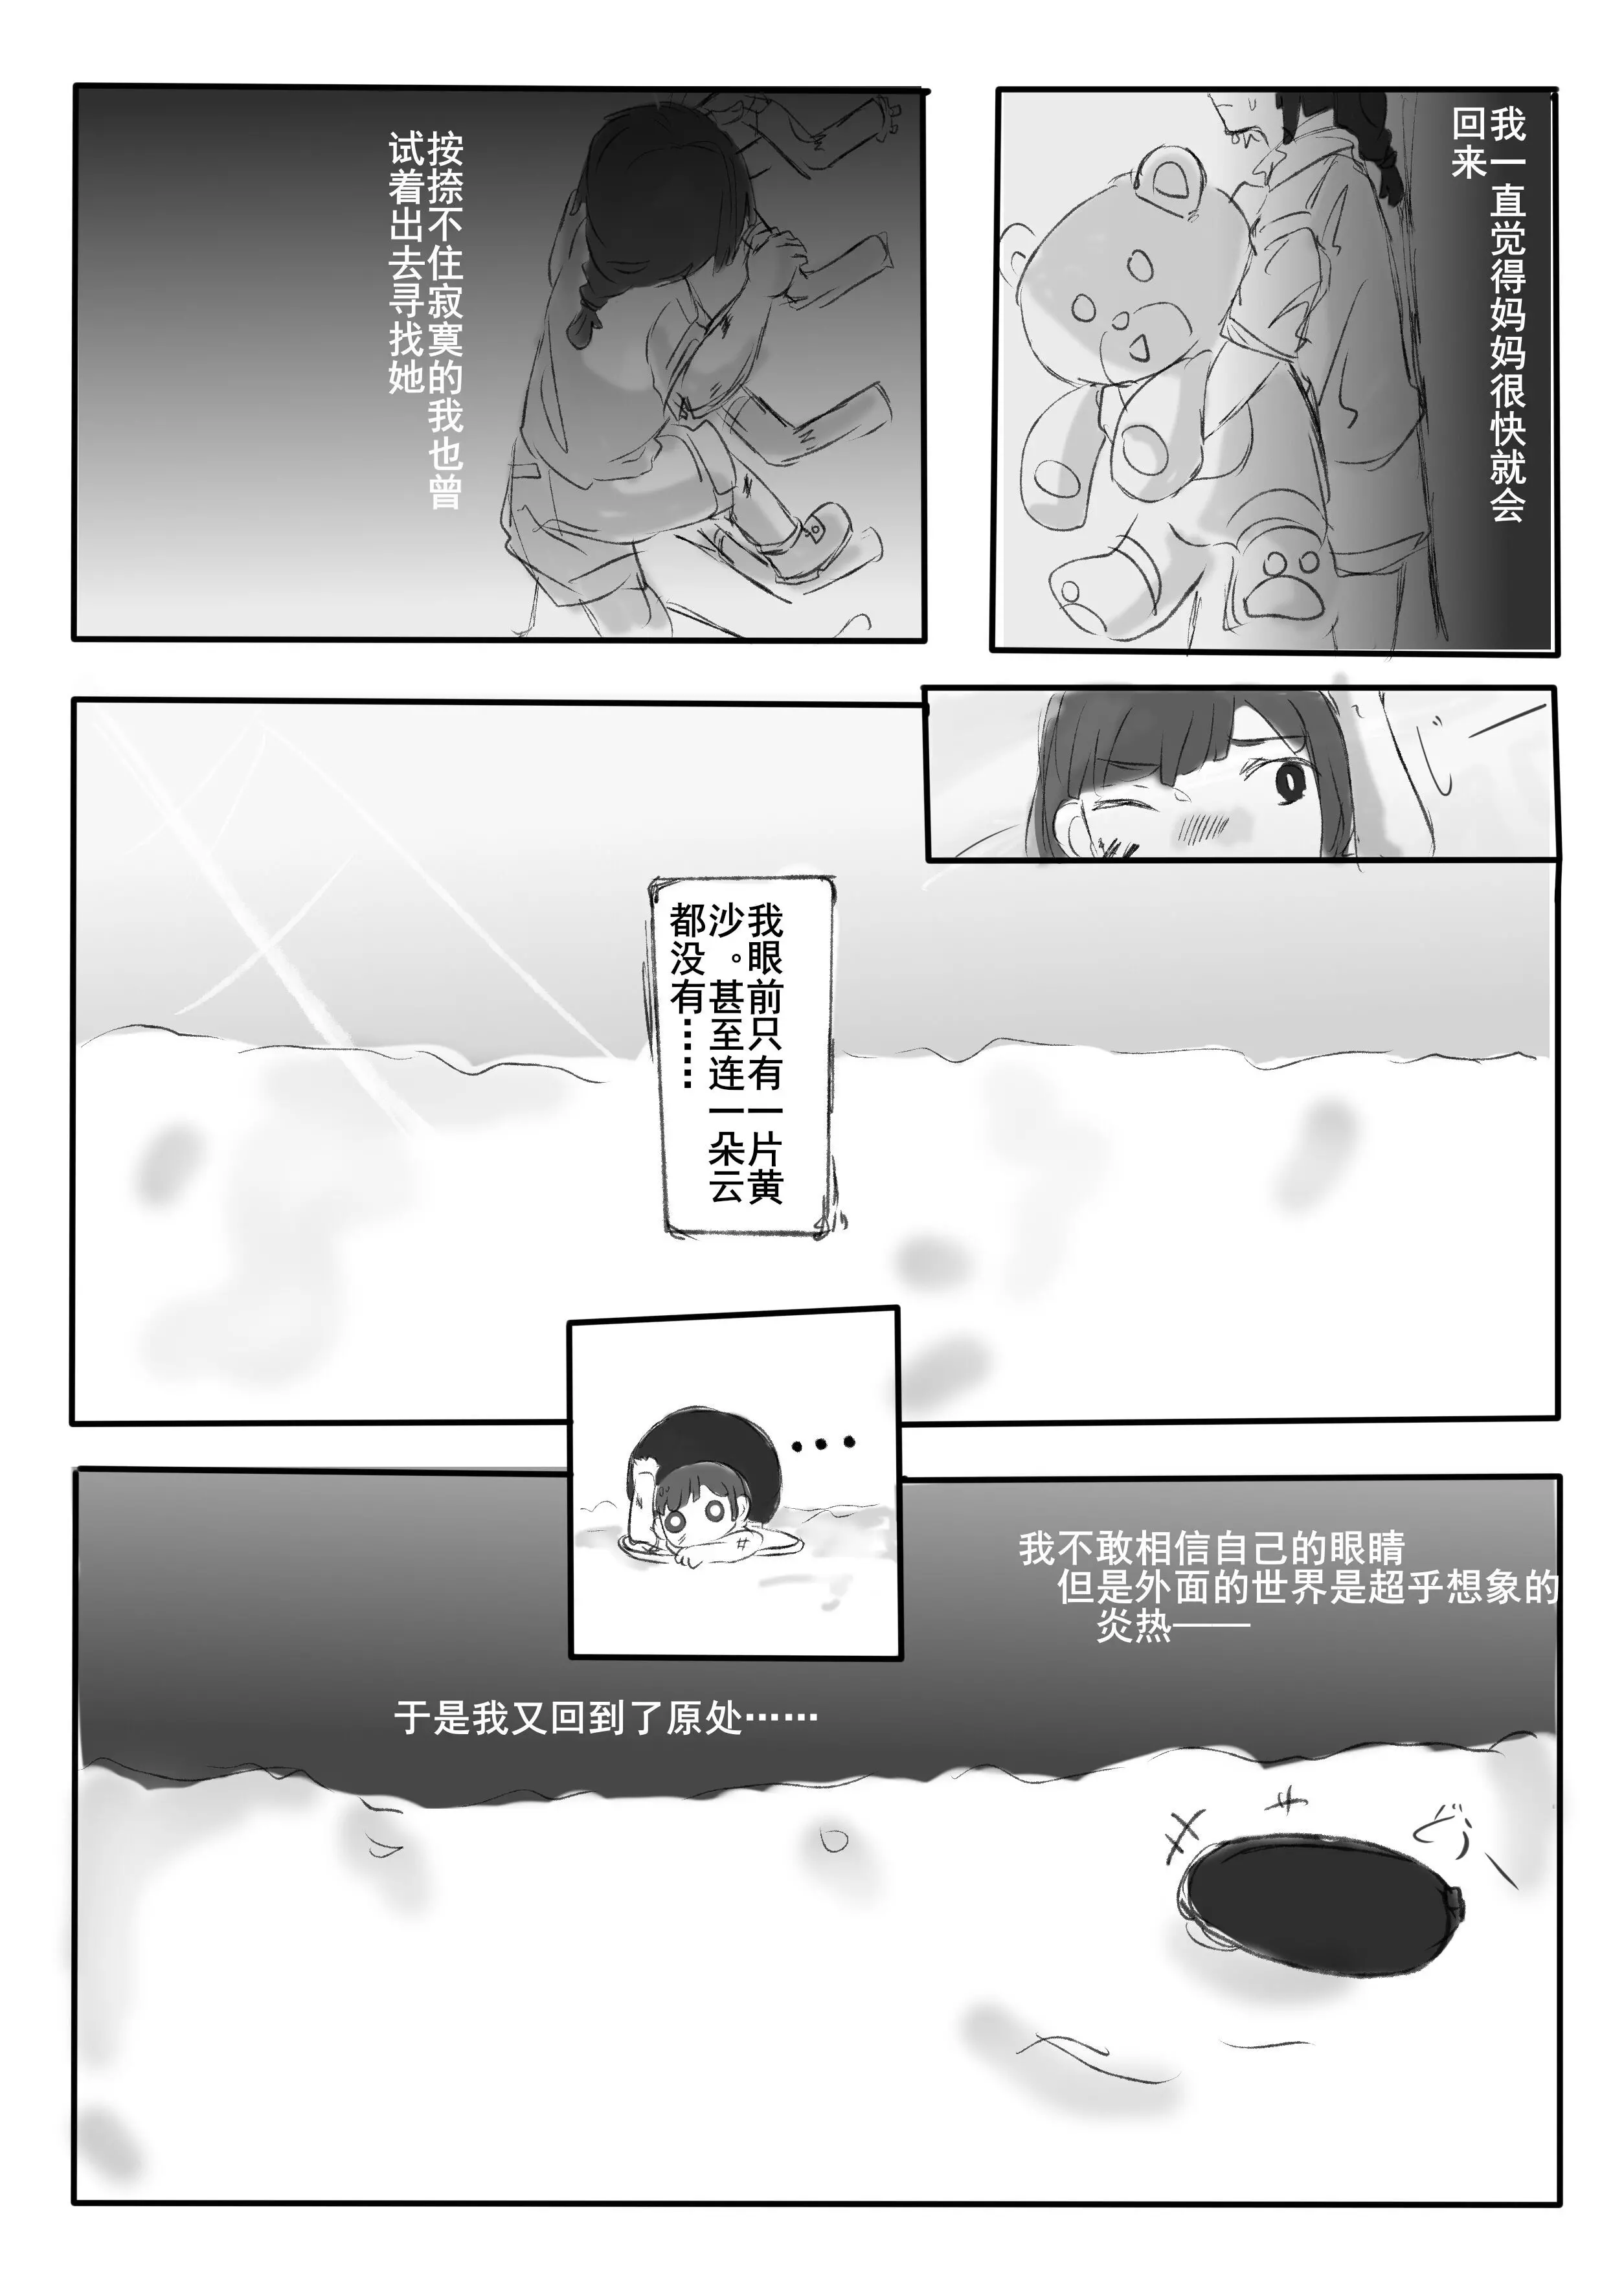 我一直觉得妈妈很快就会
回来
按捺不住寂寞的我也曾
试着出去寻找她
じー
我眼前只有一片黄
沙。甚至连一朵云
都没有……
...
我不敢相信自己的眼睛
但是外面的世界是超乎想象的
炎热——
于是我又回到了原处……
どう